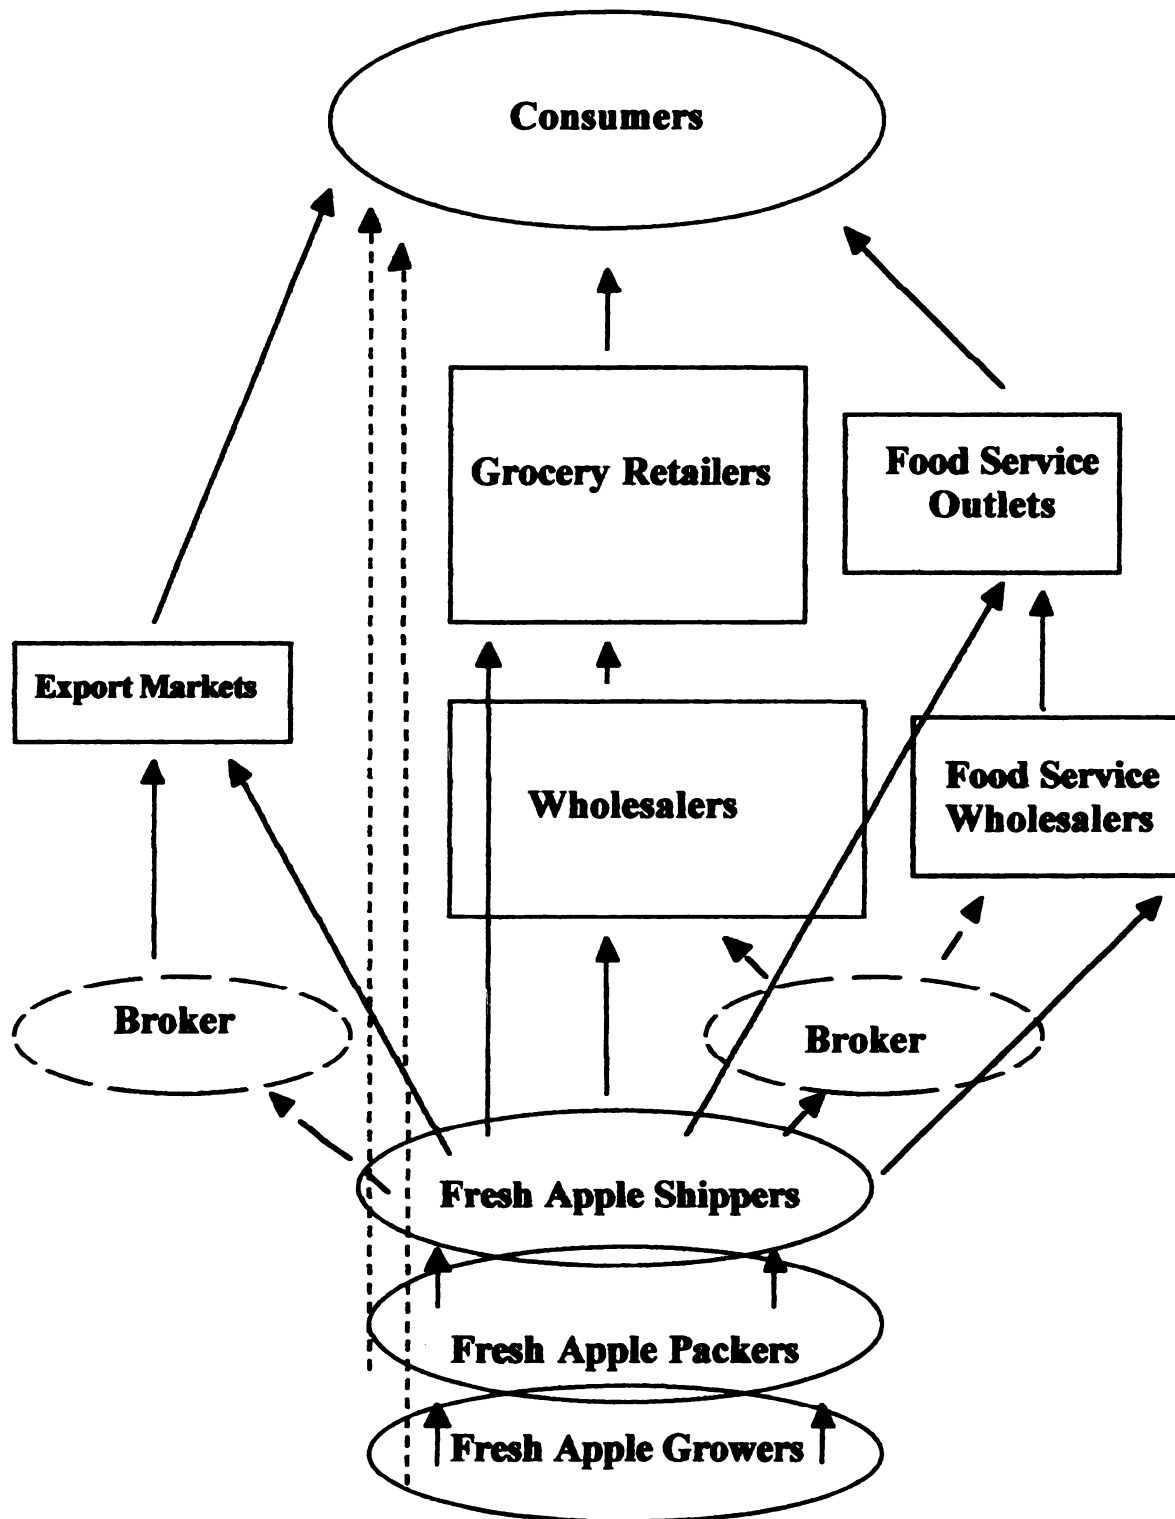 Consumers
Grocery Retailers
Food Service
Outlets
Export Markets
Wholesalers
Food Service
Wholesalers
Broker
Broker
Fresh Apple Shippers
Fresh Apple Packers
Fresh Apple Growers